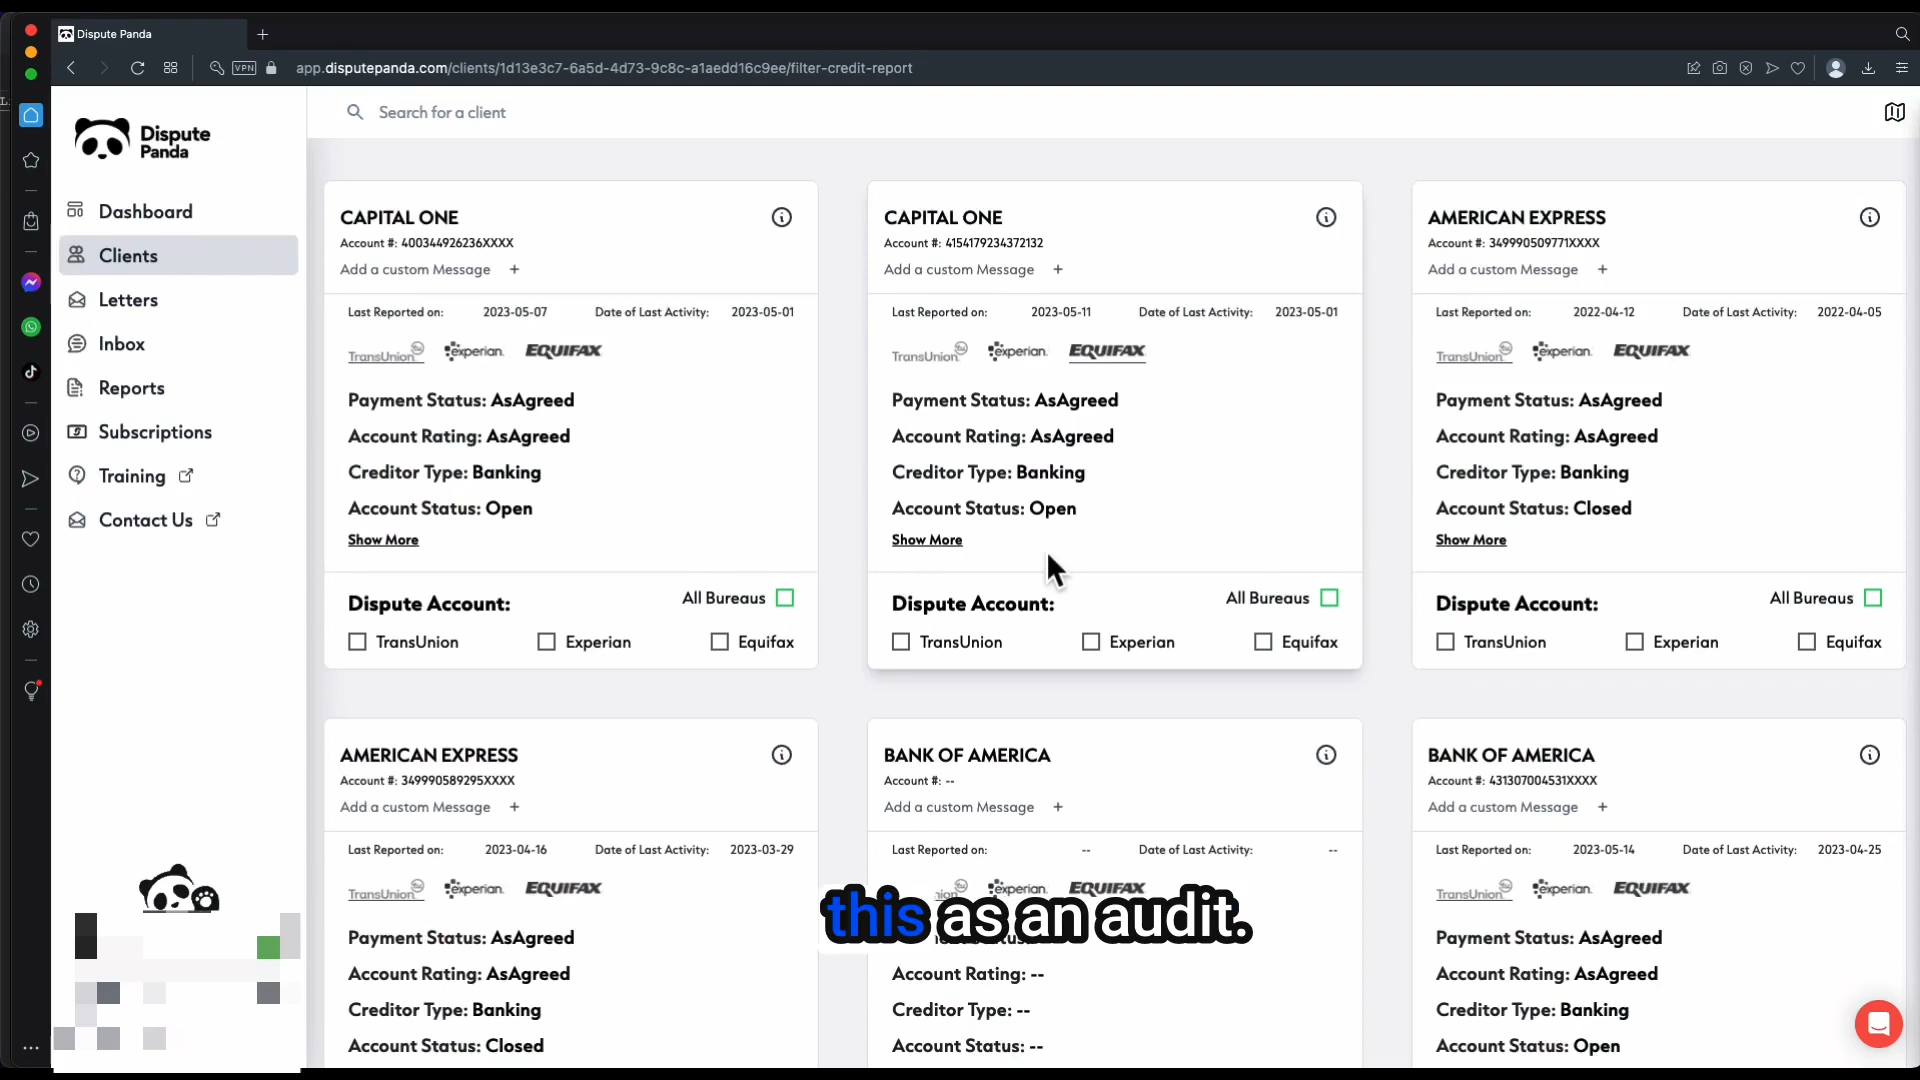 Dispute Panda
VPN
app.disputepanda.com/clients/1d13e3c7-6a5d-4d73-9c8c-a1aedd16c9ee/filter-credit-report
Dispute
Panda
Search for a client
Dashboard
Clients
Letters
Inbox
Reports
Subscriptions
Training
Contact Us
CAPITAL ONE
Account #: 400344926236XXXX
Add a custom Message +
Last Reported on: 2023-05-07 Date of Last Activity: 2023-05-01
TransUnion experian. EQUIFAX
Payment Status: AsAgreed
Account Rating: AsAgreed
Creditor Type: Banking
Account Status: Open
Show More
Dispute Account: All Bureaus
TransUnion Experian Equifax
CAPITAL ONE
Account #: 4154179234372132
Add a custom Message +
Last Reported on: 2023-05-11 Date of Last Activity: 2023-05-01
TransUnion experian. EQUIFAX
Payment Status: AsAgreed
Account Rating: AsAgreed
Creditor Type: Banking
Account Status: Open
Show More
Dispute Account: All Bureaus
TransUnion Experian Equifax
AMERICAN EXPRESS
Account #: 349990509771XXXX
Add a custom Message +
Last Reported on: 2022-04-12 Date of Last Activity: 2022-04-05
TransUnion experian. EQUIFAX
Payment Status: AsAgreed
Account Rating: AsAgreed
Creditor Type: Banking
Account Status: Closed
Show More
Dispute Account: All Bureaus
TransUnion Experian Equifax
AMERICAN EXPRESS
Account #: 349990589295XXXX
Add a custom Message +
Last Reported on: 2023-04-16 Date of Last Activity: 2023-03-29
TransUnion experian. EQUIFAX
Payment Status: AsAgreed
Account Rating: AsAgreed
Creditor Type: Banking
Account Status: Closed
BANK OF AMERICA
Account #: --
Add a custom Message +
Last Reported on: -- Date of Last Activity: --
experian. EQUIFAX
this as an audit.
Account Rating: --
Creditor Type: --
Account Status: --
BANK OF AMERICA
Account #: 431307004531XXXX
Add a custom Message +
Last Reported on: 2023-05-14 Date of Last Activity: 2023-04-25
TransUnion experian. EQUIFAX
Payment Status: AsAgreed
Account Rating: AsAgreed
Creditor Type: Banking
Account Status: Open